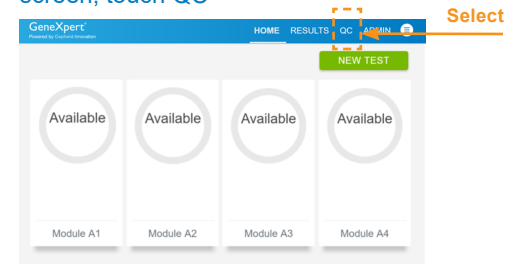 screen, touch QC
Select
GeneXpert®
Powered by Cepheid Innovation
HOME RESULTS QC ADMIN
NEW TEST
Available Available Available Available
Module A1 Module A2 Module A3 Module A4